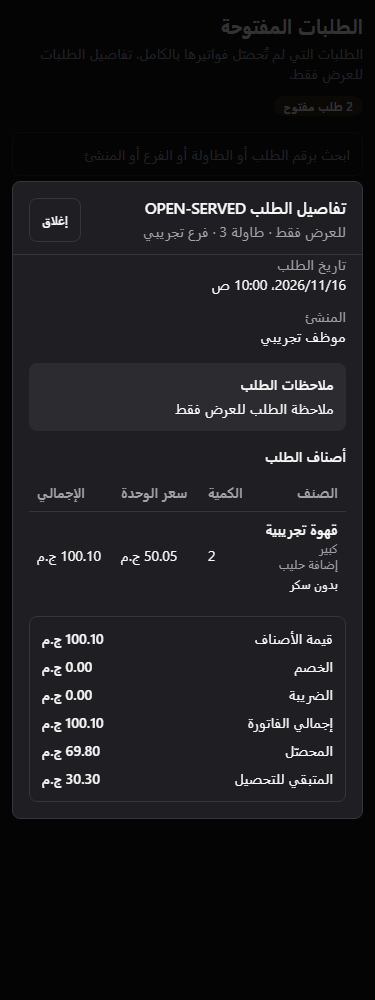 الطلبات المفتوحة
الطلبات التي لم تُحصّل فواتيرها بالكامل. تفاصيل الطلبات
للعرض فقط.
2 طلب مفتوح
ابحث برقم الطلب أو الطاولة أو الفرع أو المنشئ
تفاصيل الطلب OPEN-SERVED
إغلاق
للعرض فقط · طاولة 3 · فرع تجريبي
تاريخ الطلب
2026/11/16، 10:00 ص
المنشئ
موظف تجريبي
ملاحظات الطلب
ملاحظة الطلب للعرض فقط
أصناف الطلب
الصنف الكمية سعر الوحدة الإجمالي
قهوة تجريبية
كبير
إضافة حليب
بدون سكر
2 50.05 ج.م 100.10 ج.م
قيمة الأصناف 100.10 ج.م
الخصم 0.00 ج.م
الضريبة 0.00 ج.م
إجمالي الفاتورة 100.10 ج.م
المحصّل 69.80 ج.م
المتبقي للتحصيل 30.30 ج.م